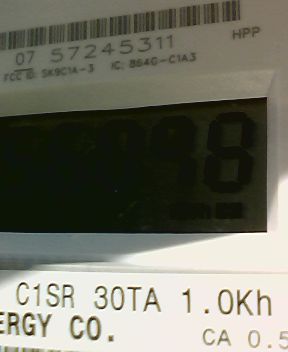 07 57245311
HPP
FCC ID: SK9C1A-3 IC: 864G-C1A3
98
C1SR 30TA 1.0Kh
ERGY CO.
CA 0.5